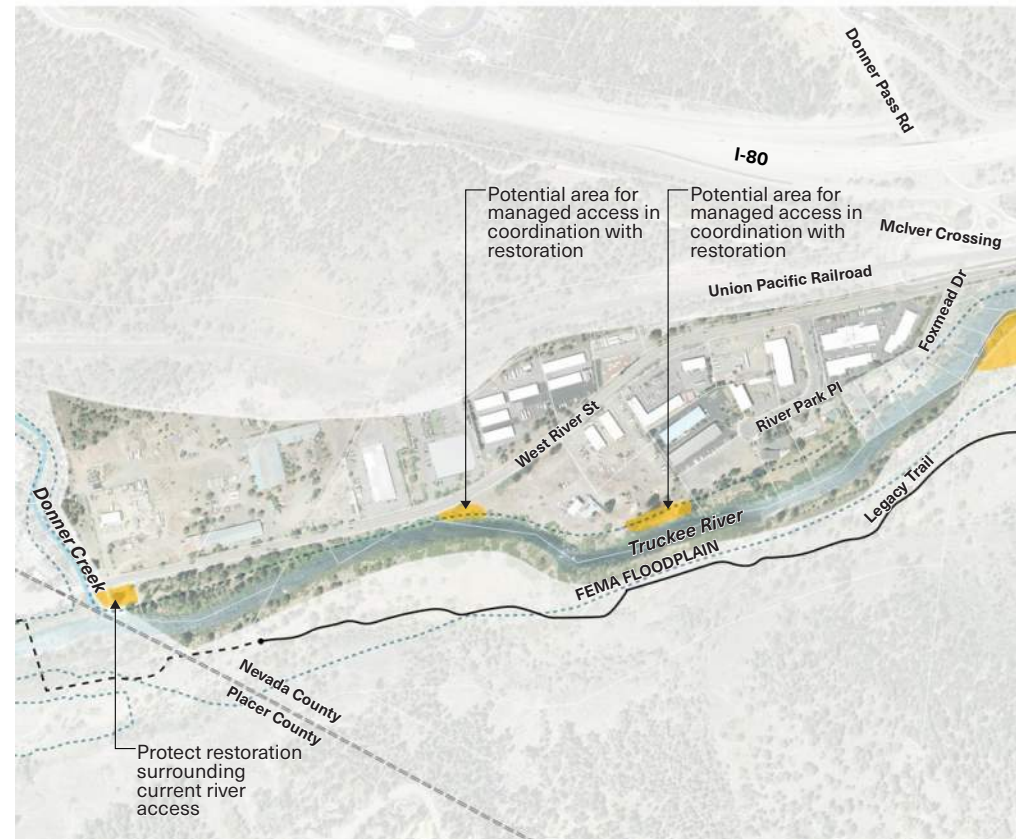 Donner Pass Rd
I-80
Potential area for
managed access in
coordination with
restoration
Potential area for
managed access in
coordination with
restoration
McIver Crossing
Union Pacific Railroad
Foxmead Dr
River Park Pl
West River St
Legacy Trail
Donner Creek
Truckee River
FEMA FLOODPLAIN
Nevada County
Placer County
Protect restoration
surrounding
current river
access